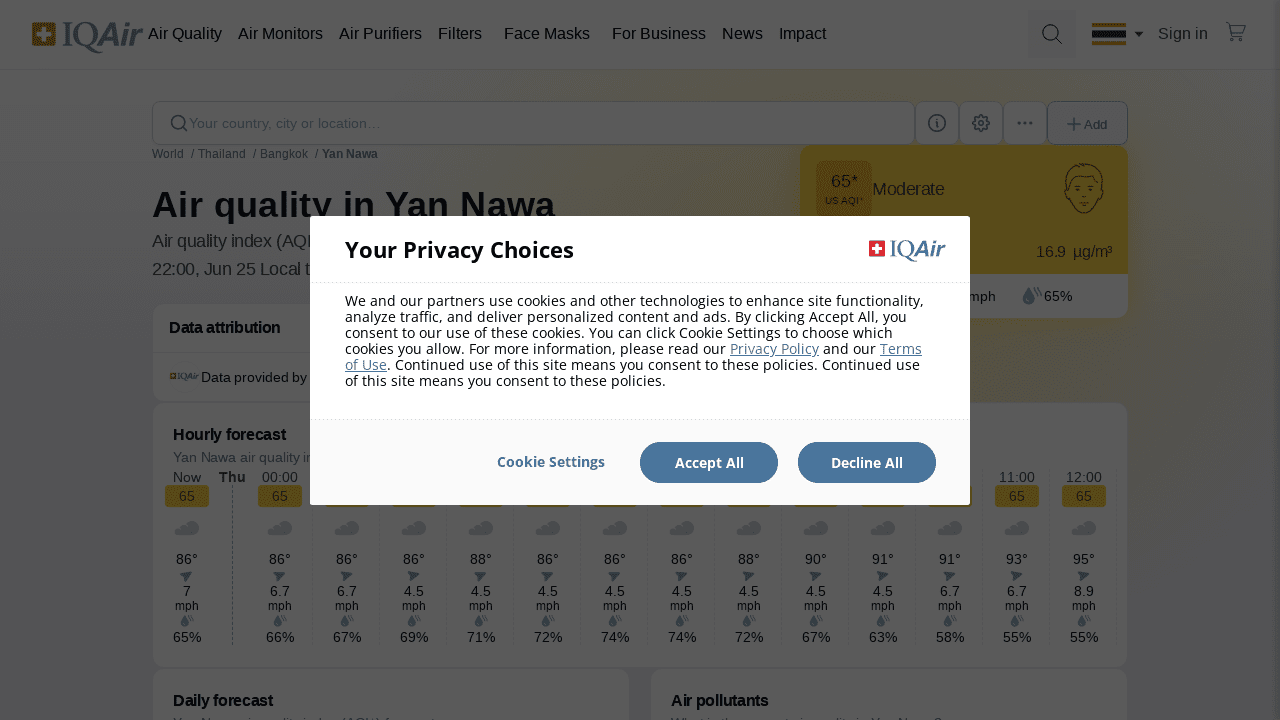 IQAir Air Quality Air Monitors Air Purifiers Filters Face Masks For Business News Impact Sign in
Your country, city or location...
Add
World / Thailand / Bangkok / Yan Nawa
Air quality in Yan Nawa
Air quality index (AQI
22:00, Jun 25 Local t
65*
US AQI⁺
Moderate
16.9 µg/m³
mph 65%
Data attribution
IQAir Data provided by
Your Privacy Choices
IQAir
We and our partners use cookies and other technologies to enhance site functionality,
analyze traffic, and deliver personalized content and ads. By clicking Accept All, you
consent to our use of these cookies. You can click Cookie Settings to choose which
cookies you allow. For more information, please read our Privacy Policy and our Terms
of Use. Continued use of this site means you consent to these policies. Continued use
of this site means you consent to these policies.
Cookie Settings Accept All Decline All
Hourly forecast
Yan Nawa air quality i
Now Thu 00:00 11:00 12:00
65 65 65 65
86° 86° 86° 86° 88° 86° 86° 86° 88° 90° 91° 91° 93° 95°
7 6.7 6.7 4.5 4.5 4.5 4.5 4.5 4.5 4.5 4.5 6.7 6.7 8.9
mph mph mph mph mph mph mph mph mph mph mph mph mph mph
65% 66% 67% 69% 71% 72% 74% 74% 72% 67% 63% 58% 55% 55%
Daily forecast
Air pollutants